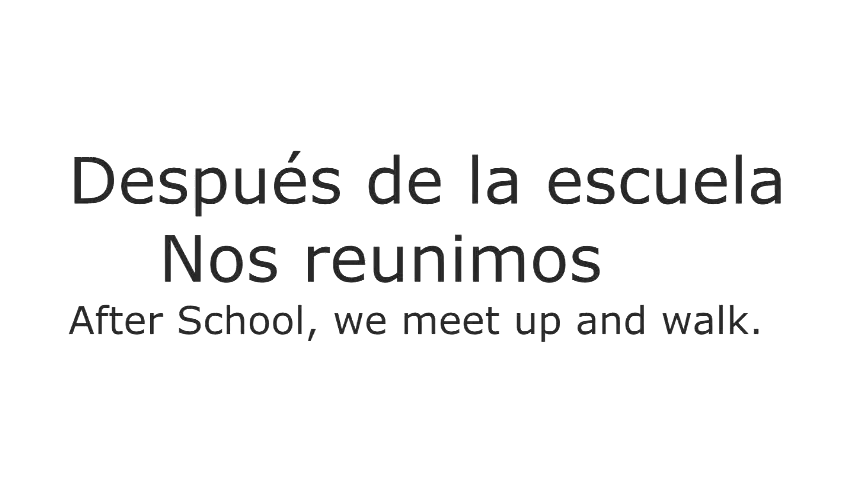 Después de la escuela
Nos reunimos
After School, we meet up and walk.